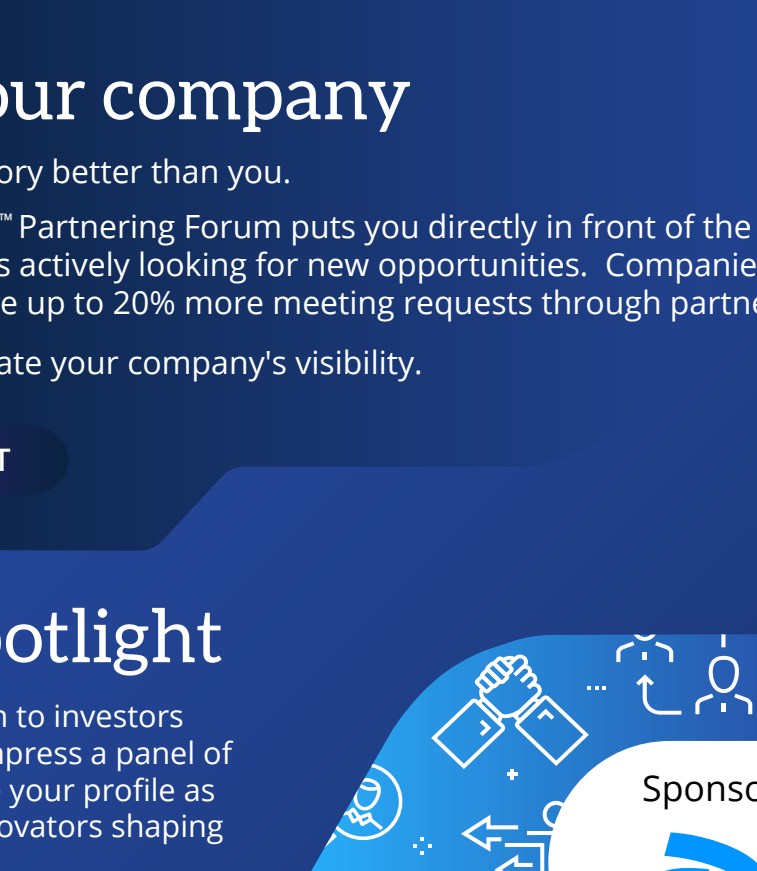 our company
ory better than you.
™ Partnering Forum puts you directly in front of the
s actively looking for new opportunities. Companie
e up to 20% more meeting requests through partne
ate your company's visibility.
T
potlight
n to investors
mpress a panel of
your profile as
ovators shaping
Sponso